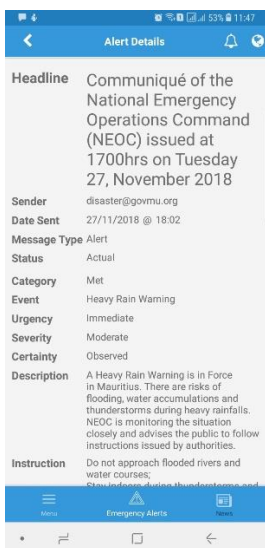 53% 11:47
Alert Details
Headline Communiqué of the
National Emergency
Operations Command
(NEOC) issued at
1700hrs on Tuesday
27, November 2018
Sender disaster@govmu.org
Date Sent 27/11/2018 @ 18:02
Message Type Alert
Status Actual
Category Met
Event Heavy Rain Warning
Urgency Immediate
Severity Moderate
Certainty Observed
Description A Heavy Rain Warning is in Force
in Mauritius. There are risks of
flooding, water accumulations and
thunderstorms during heavy rainfalls.
NEOC is monitoring the situation
closely and advises the public to follow
instructions issued by authorities.
Instruction Do not approach flooded rivers and
water courses;
Stay indoors during thunderstorms and
Menu Emergency Alerts News